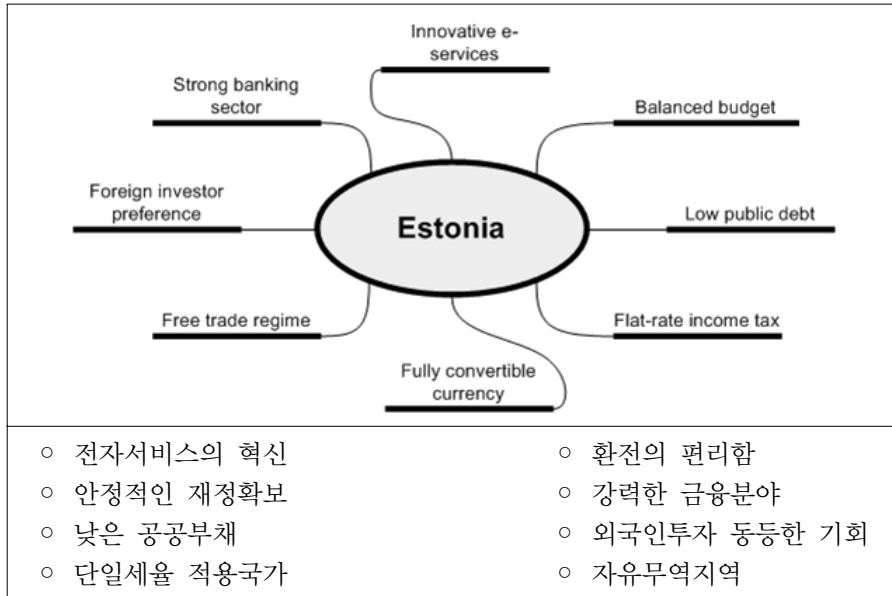 Innovative e-
services
Strong banking
sector
Balanced budget
Foreign investor
preference
Estonia
Low public debt
Free trade regime
Flat-rate income tax
Fully convertible
currency
○ 전자서비스의 혁신
○ 안정적인 재정확보
○ 낮은 공공부채
○ 단일세율 적용국가
○ 환전의 편리함
○ 강력한 금융분야
○ 외국인투자 동등한 기회
○ 자유무역지역